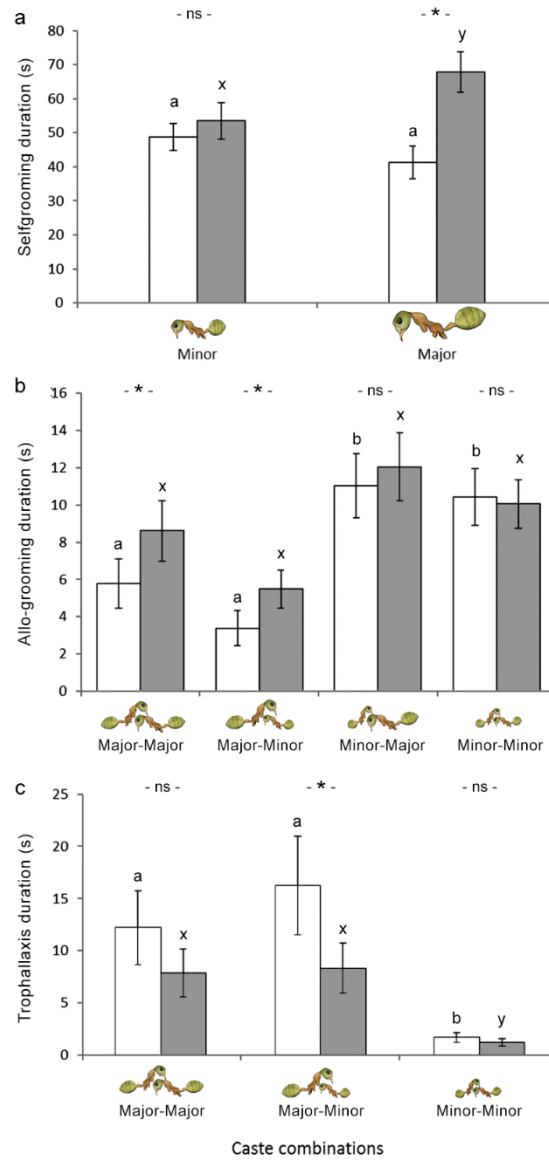 a
- ns -
- * -
Selfgrooming duration (s)
80
70
60
50
40
30
20
10
0
a
x
a
y
Minor
Major
b
- * -
- * -
- ns -
- ns -
Allo-grooming duration (s)
16
14
12
10
8
6
4
2
0
a
x
a
x
b
x
b
x
Major-Major
Major-Minor
Minor-Major
Minor-Minor
c
- ns -
- * -
- ns -
Trophallaxis duration (s)
25
20
15
10
5
0
a
x
a
x
b
y
Major-Major
Major-Minor
Minor-Minor
Caste combinations